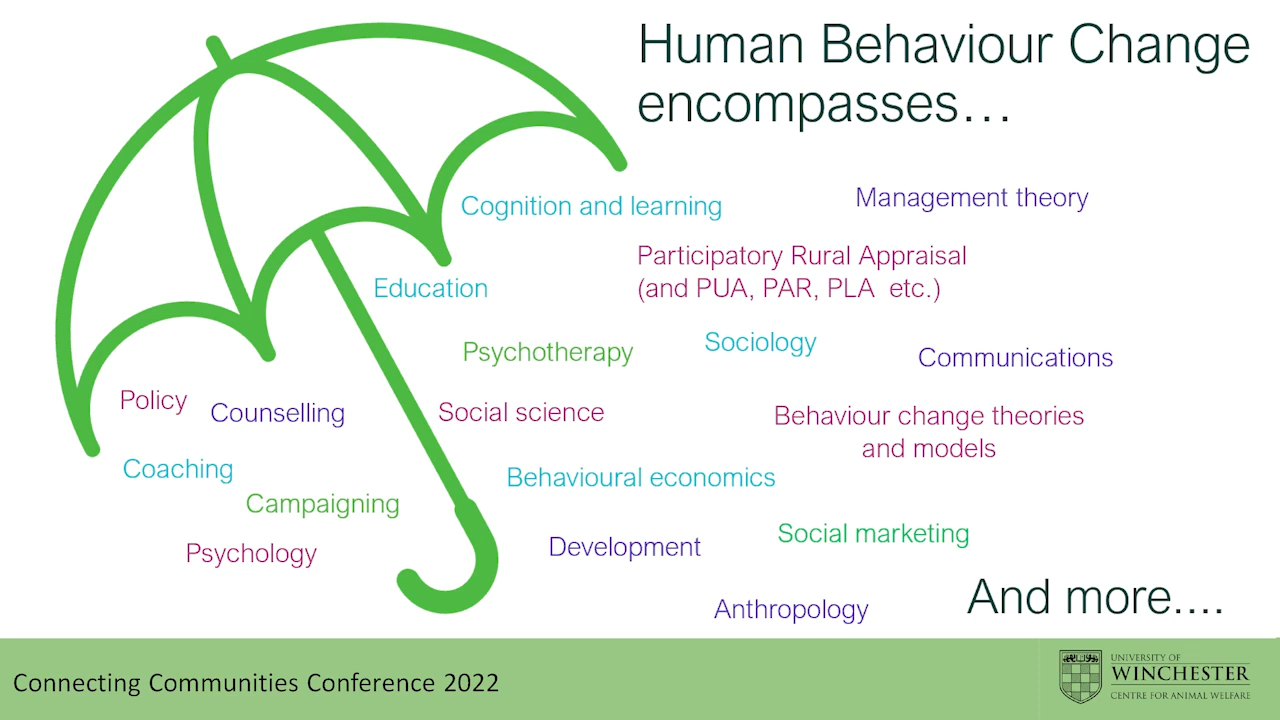 Human Behaviour Change
encompasses…
Cognition and learning
Management theory
Participatory Rural Appraisal
(and PUA, PAR, PLA etc.)
Education
Psychotherapy
Sociology
Communications
Policy
Counselling
Social science
Behaviour change theories
and models
Coaching
Behavioural economics
Campaigning
Psychology
Development
Social marketing
Anthropology
And more....
Connecting Communities Conference 2022
UNIVERSITY OF
WINCHESTER
CENTRE FOR ANIMAL WELFARE